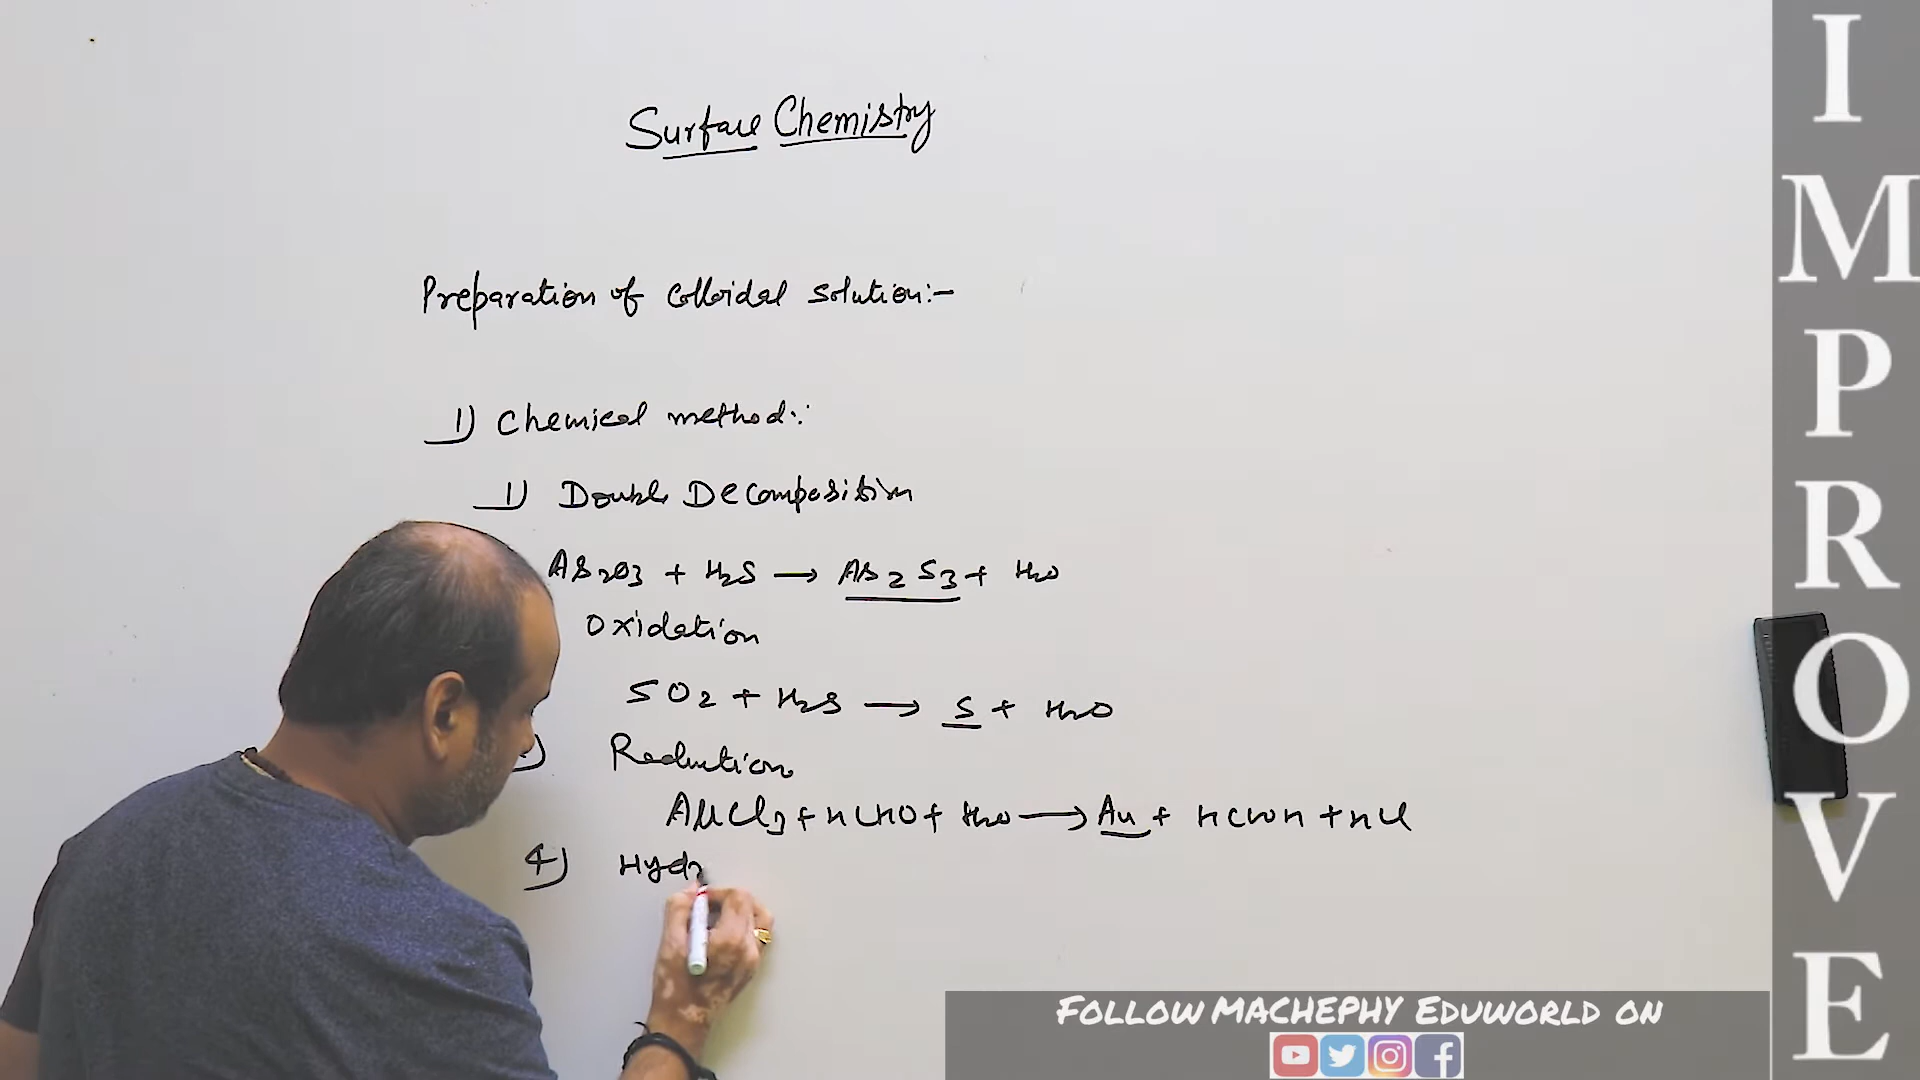 Surface Chemistry
Preparation of Colloidal solution:-
1) Chemical method:
1) Double Decomposition
As2O3 + H2S → As2S3 + H2O
Oxidation
SO2 + H2S → S + H2O
) Reduction
AuCl3 + HCHO + H2O → Au + HCOOH + HCl
4) Hydr
FOLLOW MACHEPHY EDUWORLD ON
IMPROVE